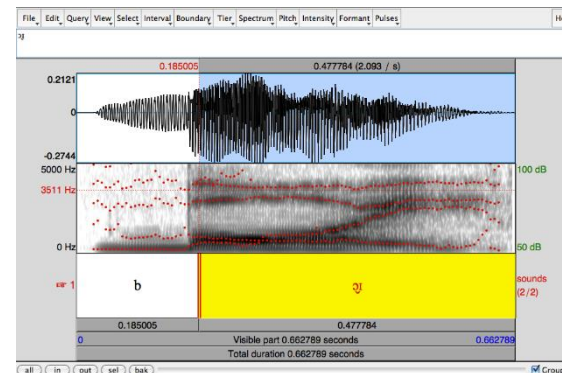 File Edit Query View Select Interval Boundary Tier Spectrum Pitch Intensity Formant Pulses
0.185005 0.477784 (2.093 / s)
0.2121
0
-0.2744
5000 Hz 100 dB
3511 Hz
0 Hz 50 dB
☞ 1 b sounds
(2/2)
0.185005 0.477784
0 Visible part 0.662789 seconds 0.662789
Total duration 0.662789 seconds
all in out sel bak